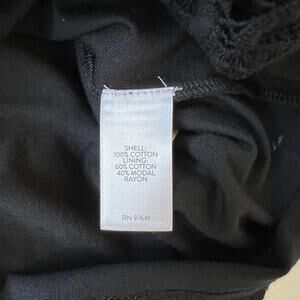 SHELL:
100% COTTON
LINING:
60% COTTON
40% MODAL
RAYON
RN 97641